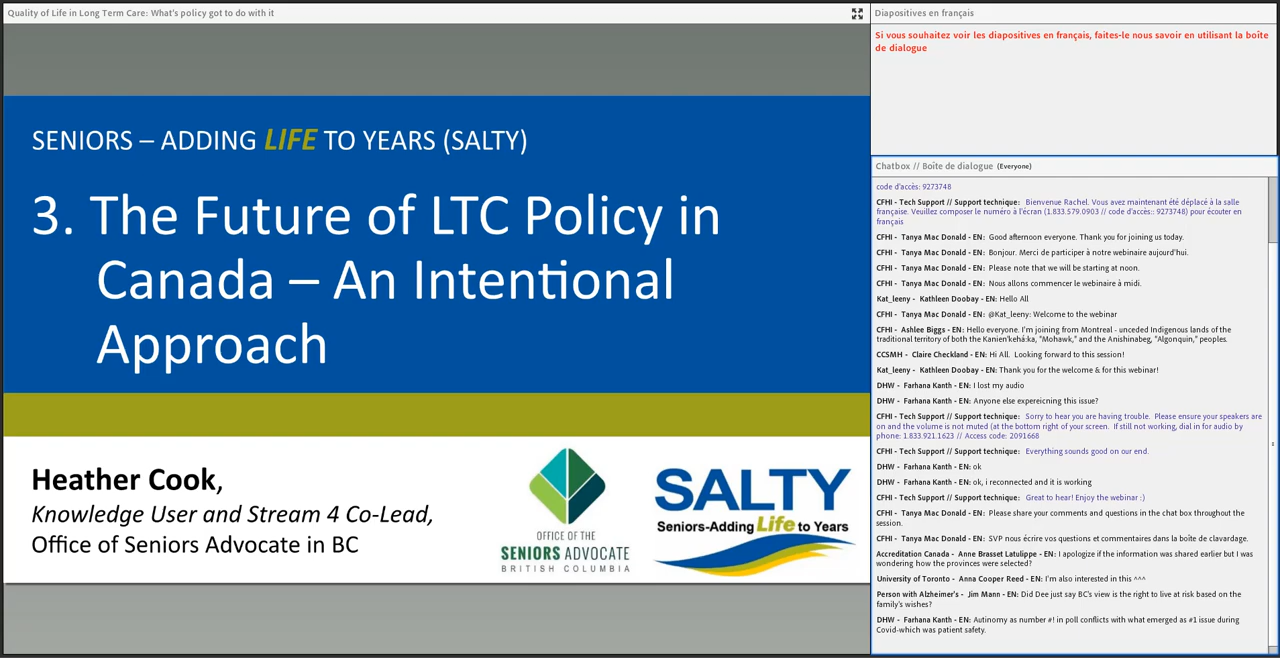 Quality of Life in Long Term Care: What's policy got to do with it
SENIORS – ADDING LIFE TO YEARS (SALTY)
3. The Future of LTC Policy in
Canada – An Intentional
Approach
Heather Cook,
Knowledge User and Stream 4 Co-Lead,
Office of Seniors Advocate in BC
OFFICE OF THE
SENIORS ADVOCATE
BRITISH COLUMBIA
SALTY
Seniors-Adding Life to Years
Diapositives en français
Si vous souhaitez voir les diapositives en français, faites-le nous savoir en utilisant la boîte
de dialogue
Chatbox // Boîte de dialogue (Everyone)
code d'accès: 9273748
CFHI - Tech Support // Support technique: Bienvenue Rachel. Vous avez maintenant été déplacé à la salle
française. Veuillez composer le numéro à l'écran (1.833.579.0903 // code d'accès:: 9273748) pour écouter en
français
CFHI - Tanya Mac Donald - EN: Good afternoon everyone. Thank you for joining us today.
CFHI - Tanya Mac Donald - EN: Bonjour. Merci de participer à notre webinaire aujourd'hui.
CFHI - Tanya Mac Donald - EN: Please note that we will be starting at noon.
CFHI - Tanya Mac Donald - EN: Nous allons commencer le webinaire à midi.
Kat_leeny - Kathleen Doobay - EN: Hello All
CFHI - Tanya Mac Donald - EN: @Kat_leeny: Welcome to the webinar
CFHI - Ashlee Biggs - EN: Hello everyone. I'm joining from Montreal - unceded Indigenous lands of the
traditional territory of both the Kanien'kehá:ka, "Mohawk," and the Anishinabeg, "Algonquin," peoples.
CCSMH - Claire Checkland - EN: Hi All. Looking forward to this session!
Kat_leeny - Kathleen Doobay - EN: Thank you for the welcome & for this webinar!
DHW - Farhana Kanth - EN: I lost my audio
DHW - Farhana Kanth - EN: Anyone else expereicning this issue?
CFHI - Tech Support // Support technique: Sorry to hear you are having trouble. Please ensure your speakers are
on and the volume is not muted (at the bottom right of your screen. If still not working, dial in for audio by
phone: 1.833.921.1623 // Access code: 2091668
CFHI - Tech Support // Support technique: Everything sounds good on our end.
DHW - Farhana Kanth - EN: ok
DHW - Farhana Kanth - EN: ok, i reconnected and it is working
CFHI - Tech Support // Support technique: Great to hear! Enjoy the webinar :)
CFHI - Tanya Mac Donald - EN: Please share your comments and questions in the chat box throughout the
session.
CFHI - Tanya Mac Donald - EN: SVP nous écrire vos questions et commentaires dans la boîte de clavardage.
Accreditation Canada - Anne Brasset Latulippe - EN: I apologize if the information was shared earlier but I was
wondering how the provinces were selected?
University of Toronto - Anna Cooper Reed - EN: I'm also interested in this ^^^
Person with Alzheimer's - Jim Mann - EN: Did Dee just say BC's view is the right to live at risk based on the
family's wishes?
DHW - Farhana Kanth - EN: Autinomy as number #! in poll conflicts with what emerged as #1 issue during
Covid-which was patient safety.